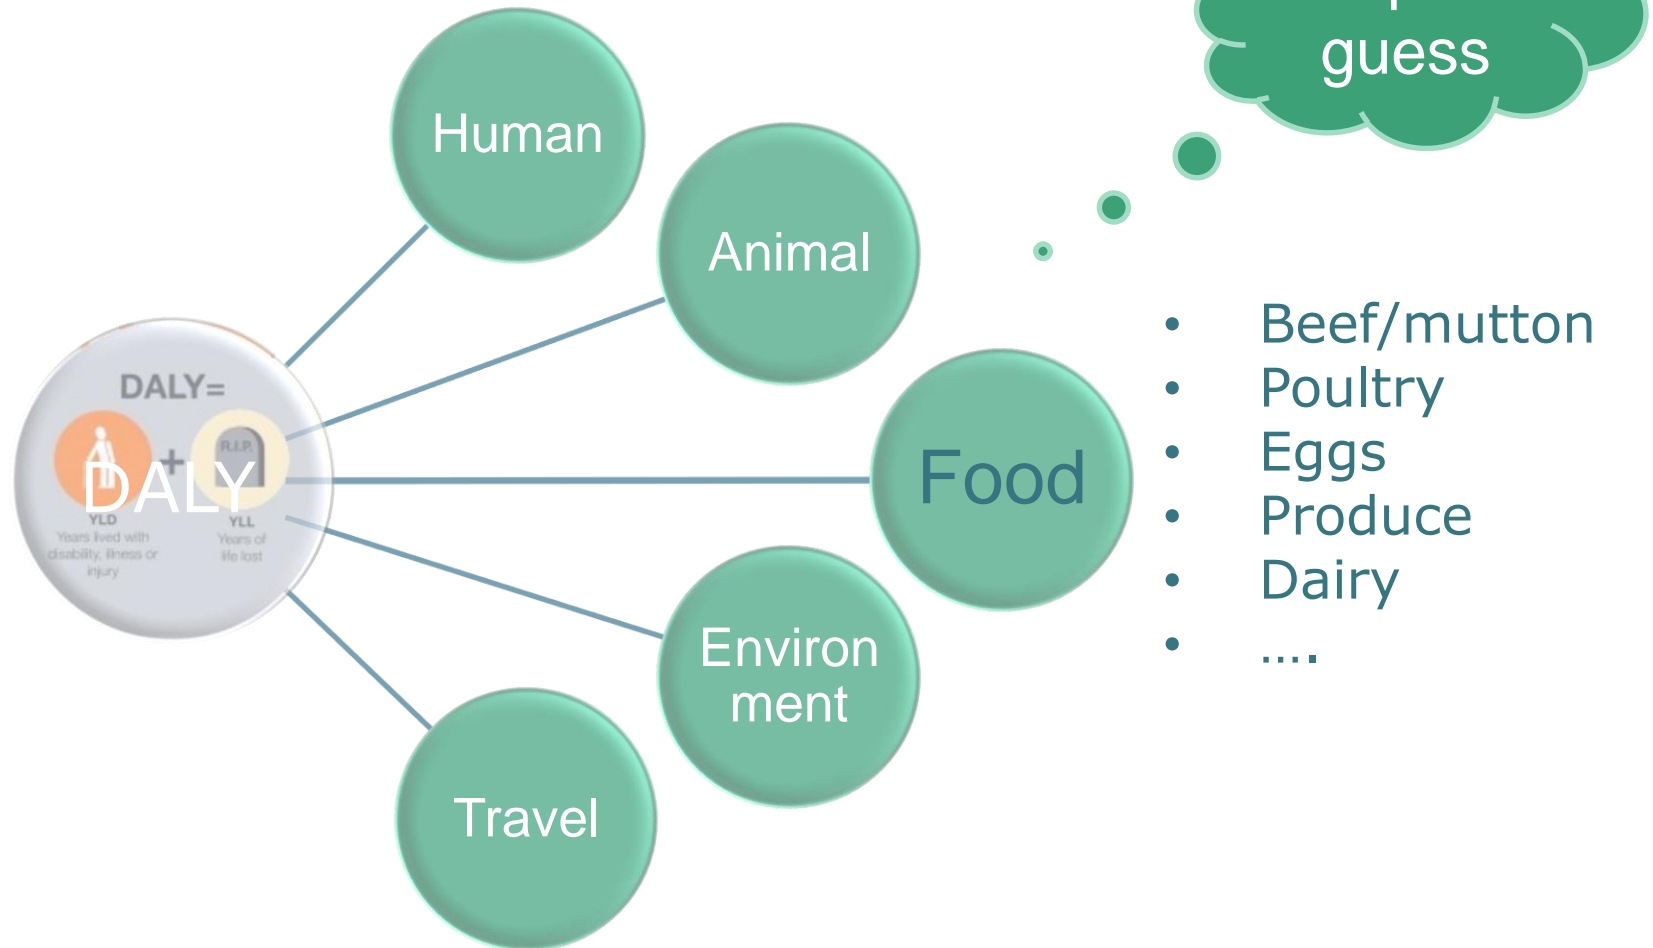 guess
Human
Animal
Food
Environ
ment
Travel
DALY=
+
R.I.P.
DALY
YLD
Years lived with
disability, illness or
injury
YLL
Years of
life lost
• Beef/mutton
• Poultry
• Eggs
• Produce
• Dairy
• ....